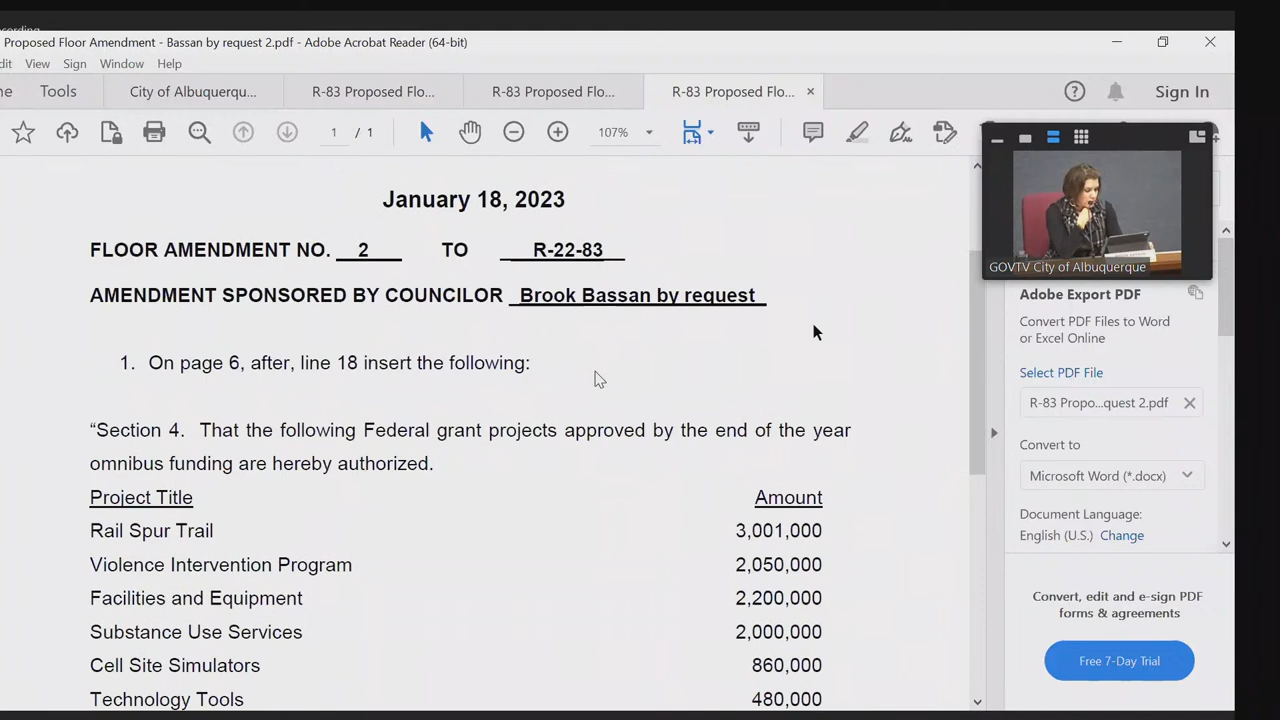 Proposed Floor Amendment - Bassan by request 2.pdf - Adobe Acrobat Reader (64-bit)
View Sign Window Help
Tools City of Albuquerqu... R-83 Proposed Flo... R-83 Proposed Flo... R-83 Proposed Flo... × Sign In
1 / 1 107%
January 18, 2023
FLOOR AMENDMENT NO. 2 TO R-22-83
AMENDMENT SPONSORED BY COUNCILOR Brook Bassan by request
1. On page 6, after, line 18 insert the following:
“Section 4. That the following Federal grant projects approved by the end of the year
omnibus funding are hereby authorized.
Project Title Amount
Rail Spur Trail 3,001,000
Violence Intervention Program 2,050,000
Facilities and Equipment 2,200,000
Substance Use Services 2,000,000
Cell Site Simulators 860,000
Technology Tools 480,000
GOVTV City of Albuquerque
Adobe Export PDF
Convert PDF Files to Word
or Excel Online
Select PDF File
R-83 Propo...quest 2.pdf
Convert to
Microsoft Word (*.docx)
Document Language:
English (U.S.) Change
Convert, edit and e-sign PDF
forms & agreements
Free 7-Day Trial